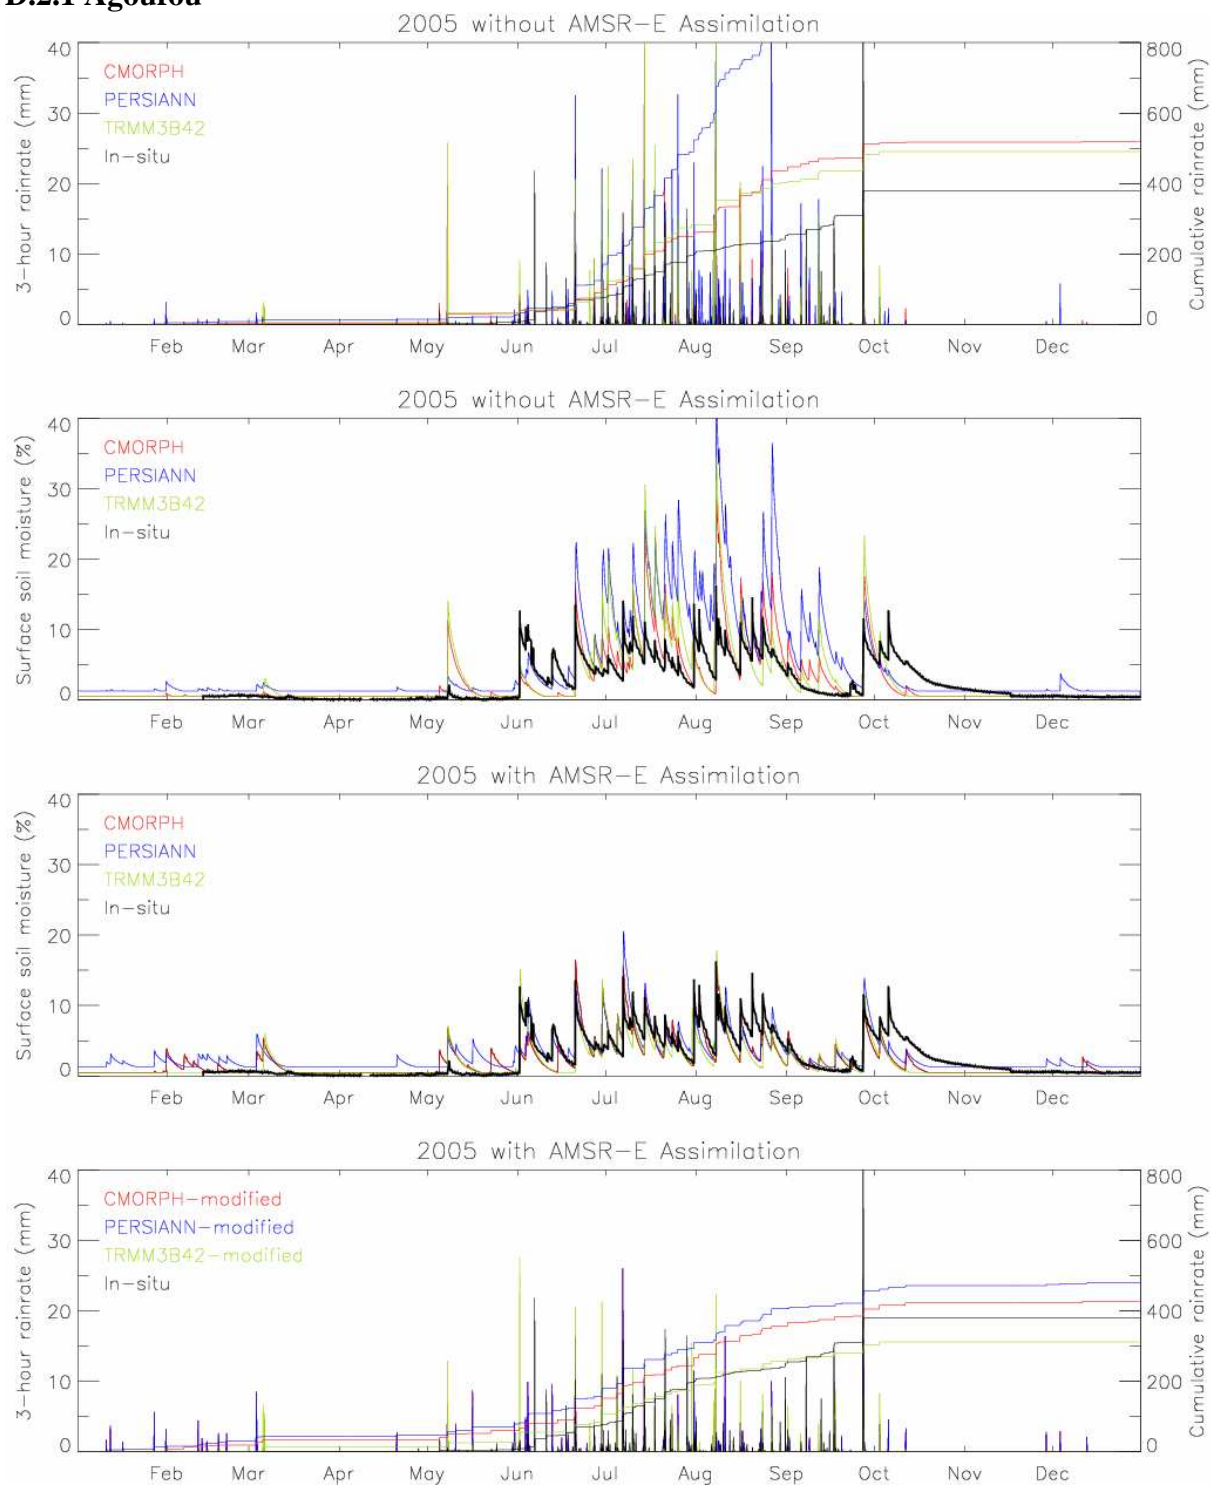 D.2.1 Agoufou
2005 without AMSR-E Assimilation
3-hour rainrate (mm)
40
30
20
10
0
CMORPH
PERSIANN
TRMM3B42
In-situ
800
600
400
200
0
Cumulative rainrate (mm)
Feb Mar Apr May Jun Jul Aug Sep Oct Nov Dec
2005 without AMSR-E Assimilation
Surface soil moisture (%)
40
30
20
10
0
CMORPH
PERSIANN
TRMM3B42
In-situ
Feb Mar Apr May Jun Jul Aug Sep Oct Nov Dec
2005 with AMSR-E Assimilation
Surface soil moisture (%)
40
30
20
10
0
CMORPH
PERSIANN
TRMM3B42
In-situ
Feb Mar Apr May Jun Jul Aug Sep Oct Nov Dec
2005 with AMSR-E Assimilation
3-hour rainrate (mm)
40
30
20
10
0
CMORPH-modified
PERSIANN-modified
TRMM3B42-modified
In-situ
800
600
400
200
0
Cumulative rainrate (mm)
Feb Mar Apr May Jun Jul Aug Sep Oct Nov Dec